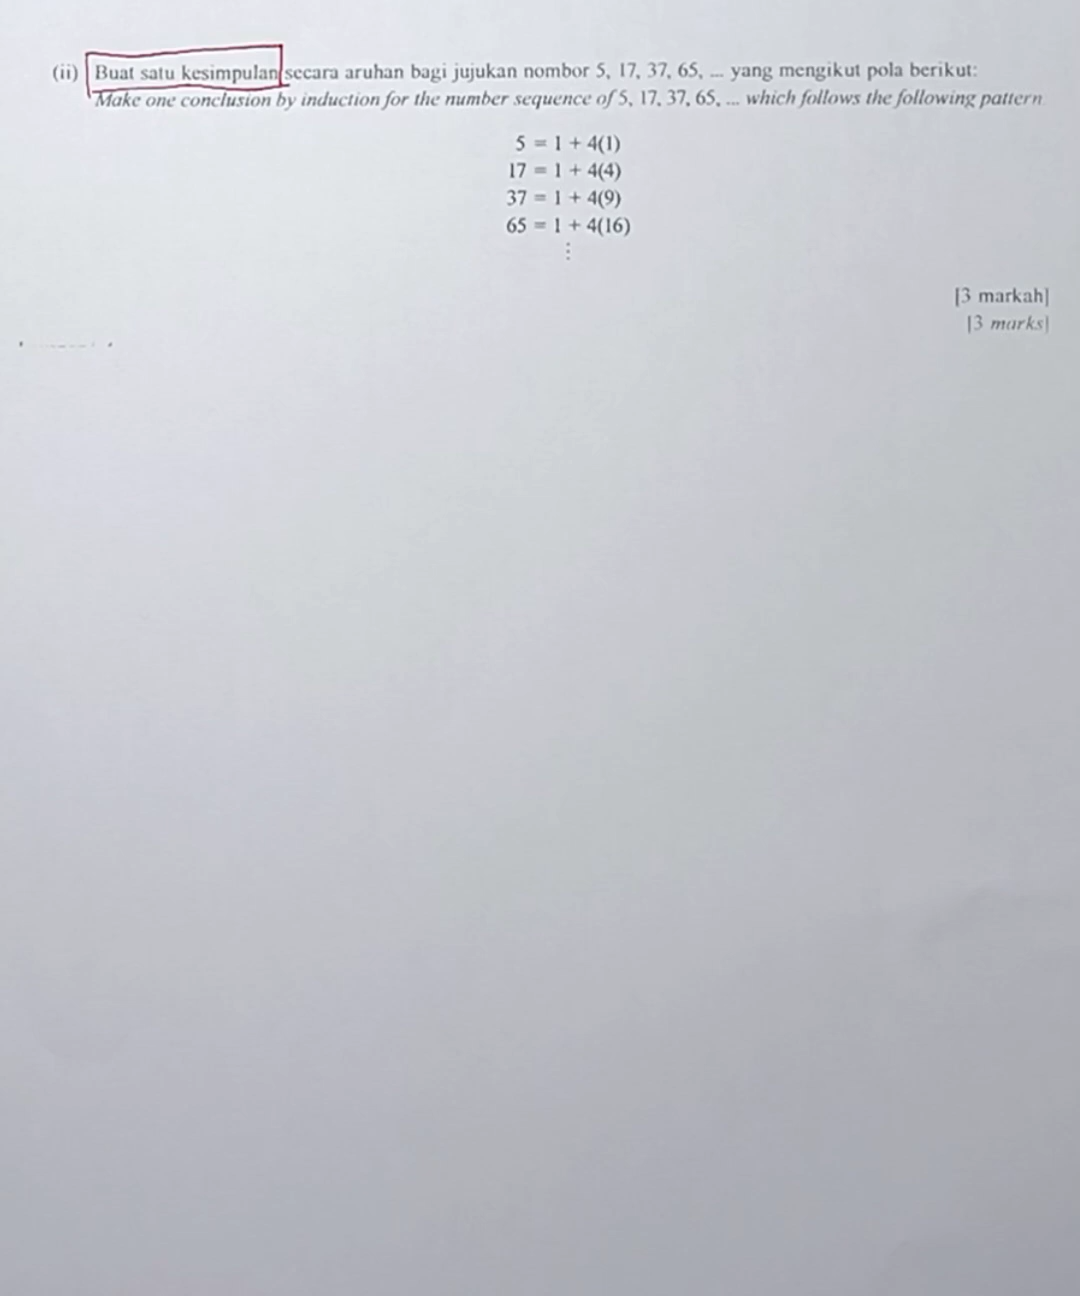 (ii) Buat satu kesimpulan secara aruhan bagi jujukan nombor 5, 17, 37, 65, ... yang mengikut pola berikut:
Make one conclusion by induction for the number sequence of 5, 17, 37, 65, ... which follows the following pattern
5 = 1 + 4(1)
17 = 1 + 4(4)
37 = 1 + 4(9)
65 = 1 + 4(16)
⋮
[3 markah]
[3 marks]